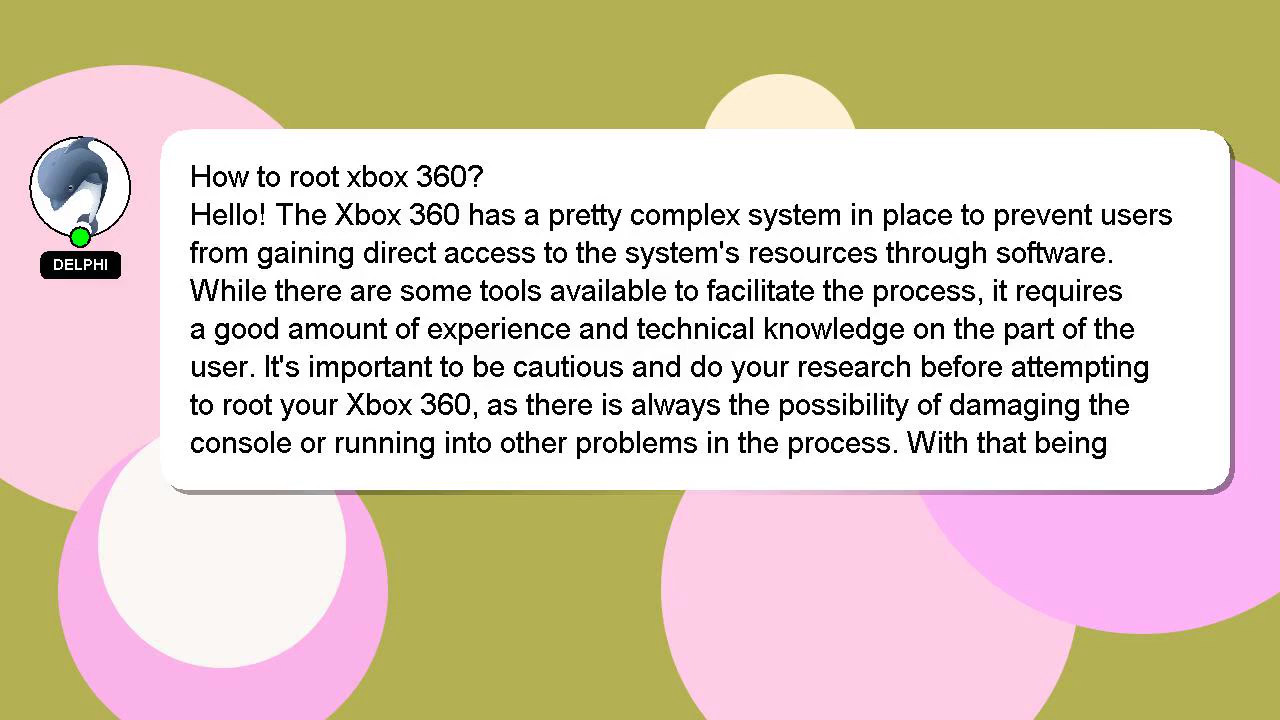 How to root xbox 360?
Hello! The Xbox 360 has a pretty complex system in place to prevent users
from gaining direct access to the system's resources through software.
While there are some tools available to facilitate the process, it requires
a good amount of experience and technical knowledge on the part of the
user. It's important to be cautious and do your research before attempting
to root your Xbox 360, as there is always the possibility of damaging the
console or running into other problems in the process. With that being
DELPHI